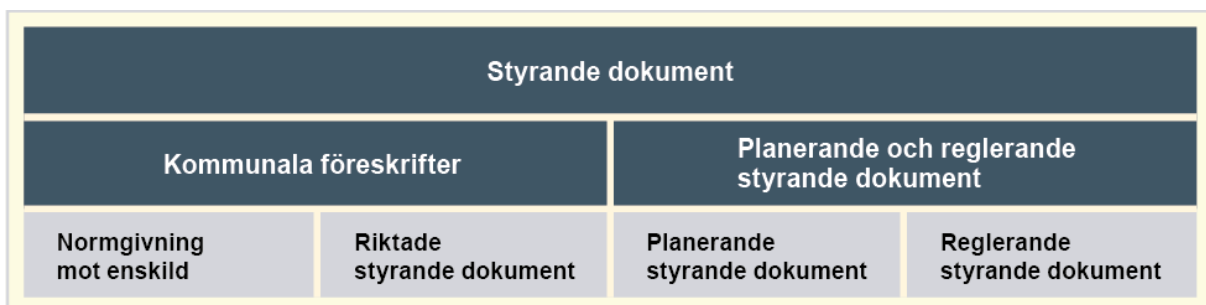 Styrande dokument
Kommunala föreskrifter
Planerande och reglerande
styrande dokument
Normgivning
mot enskild
Riktade
styrande dokument
Planerande
styrande dokument
Reglerande
styrande dokument